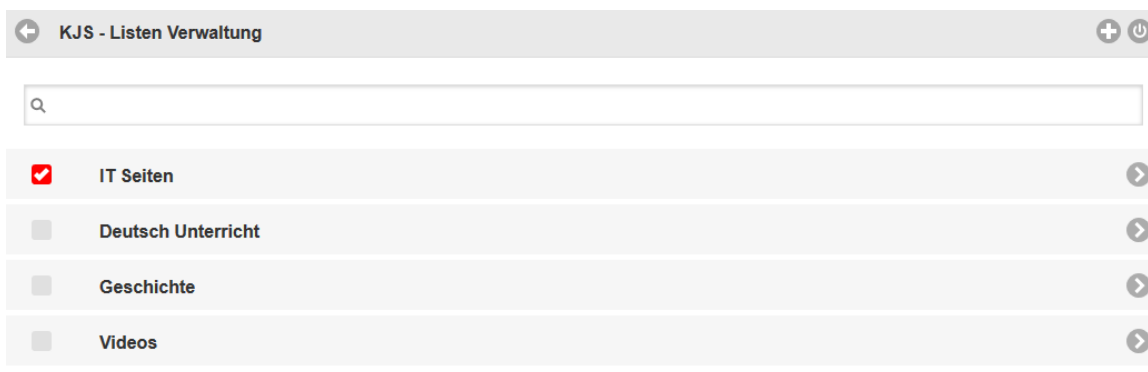 KJS - Listen Verwaltung
IT Seiten
Deutsch Unterricht
Geschichte
Videos